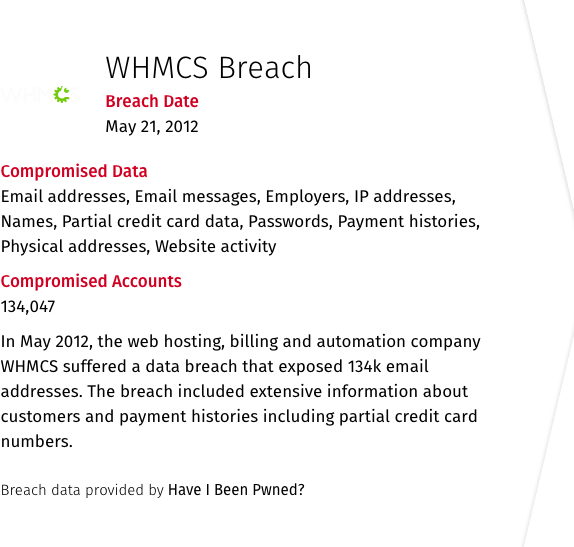 WHMCS Breach
Breach Date
May 21, 2012
Compromised Data
Email addresses, Email messages, Employers, IP addresses,
Names, Partial credit card data, Passwords, Payment histories,
Physical addresses, Website activity
Compromised Accounts
134,047
In May 2012, the web hosting, billing and automation company
WHMCS suffered a data breach that exposed 134k email
addresses. The breach included extensive information about
customers and payment histories including partial credit card
numbers.
Breach data provided by Have I Been Pwned?